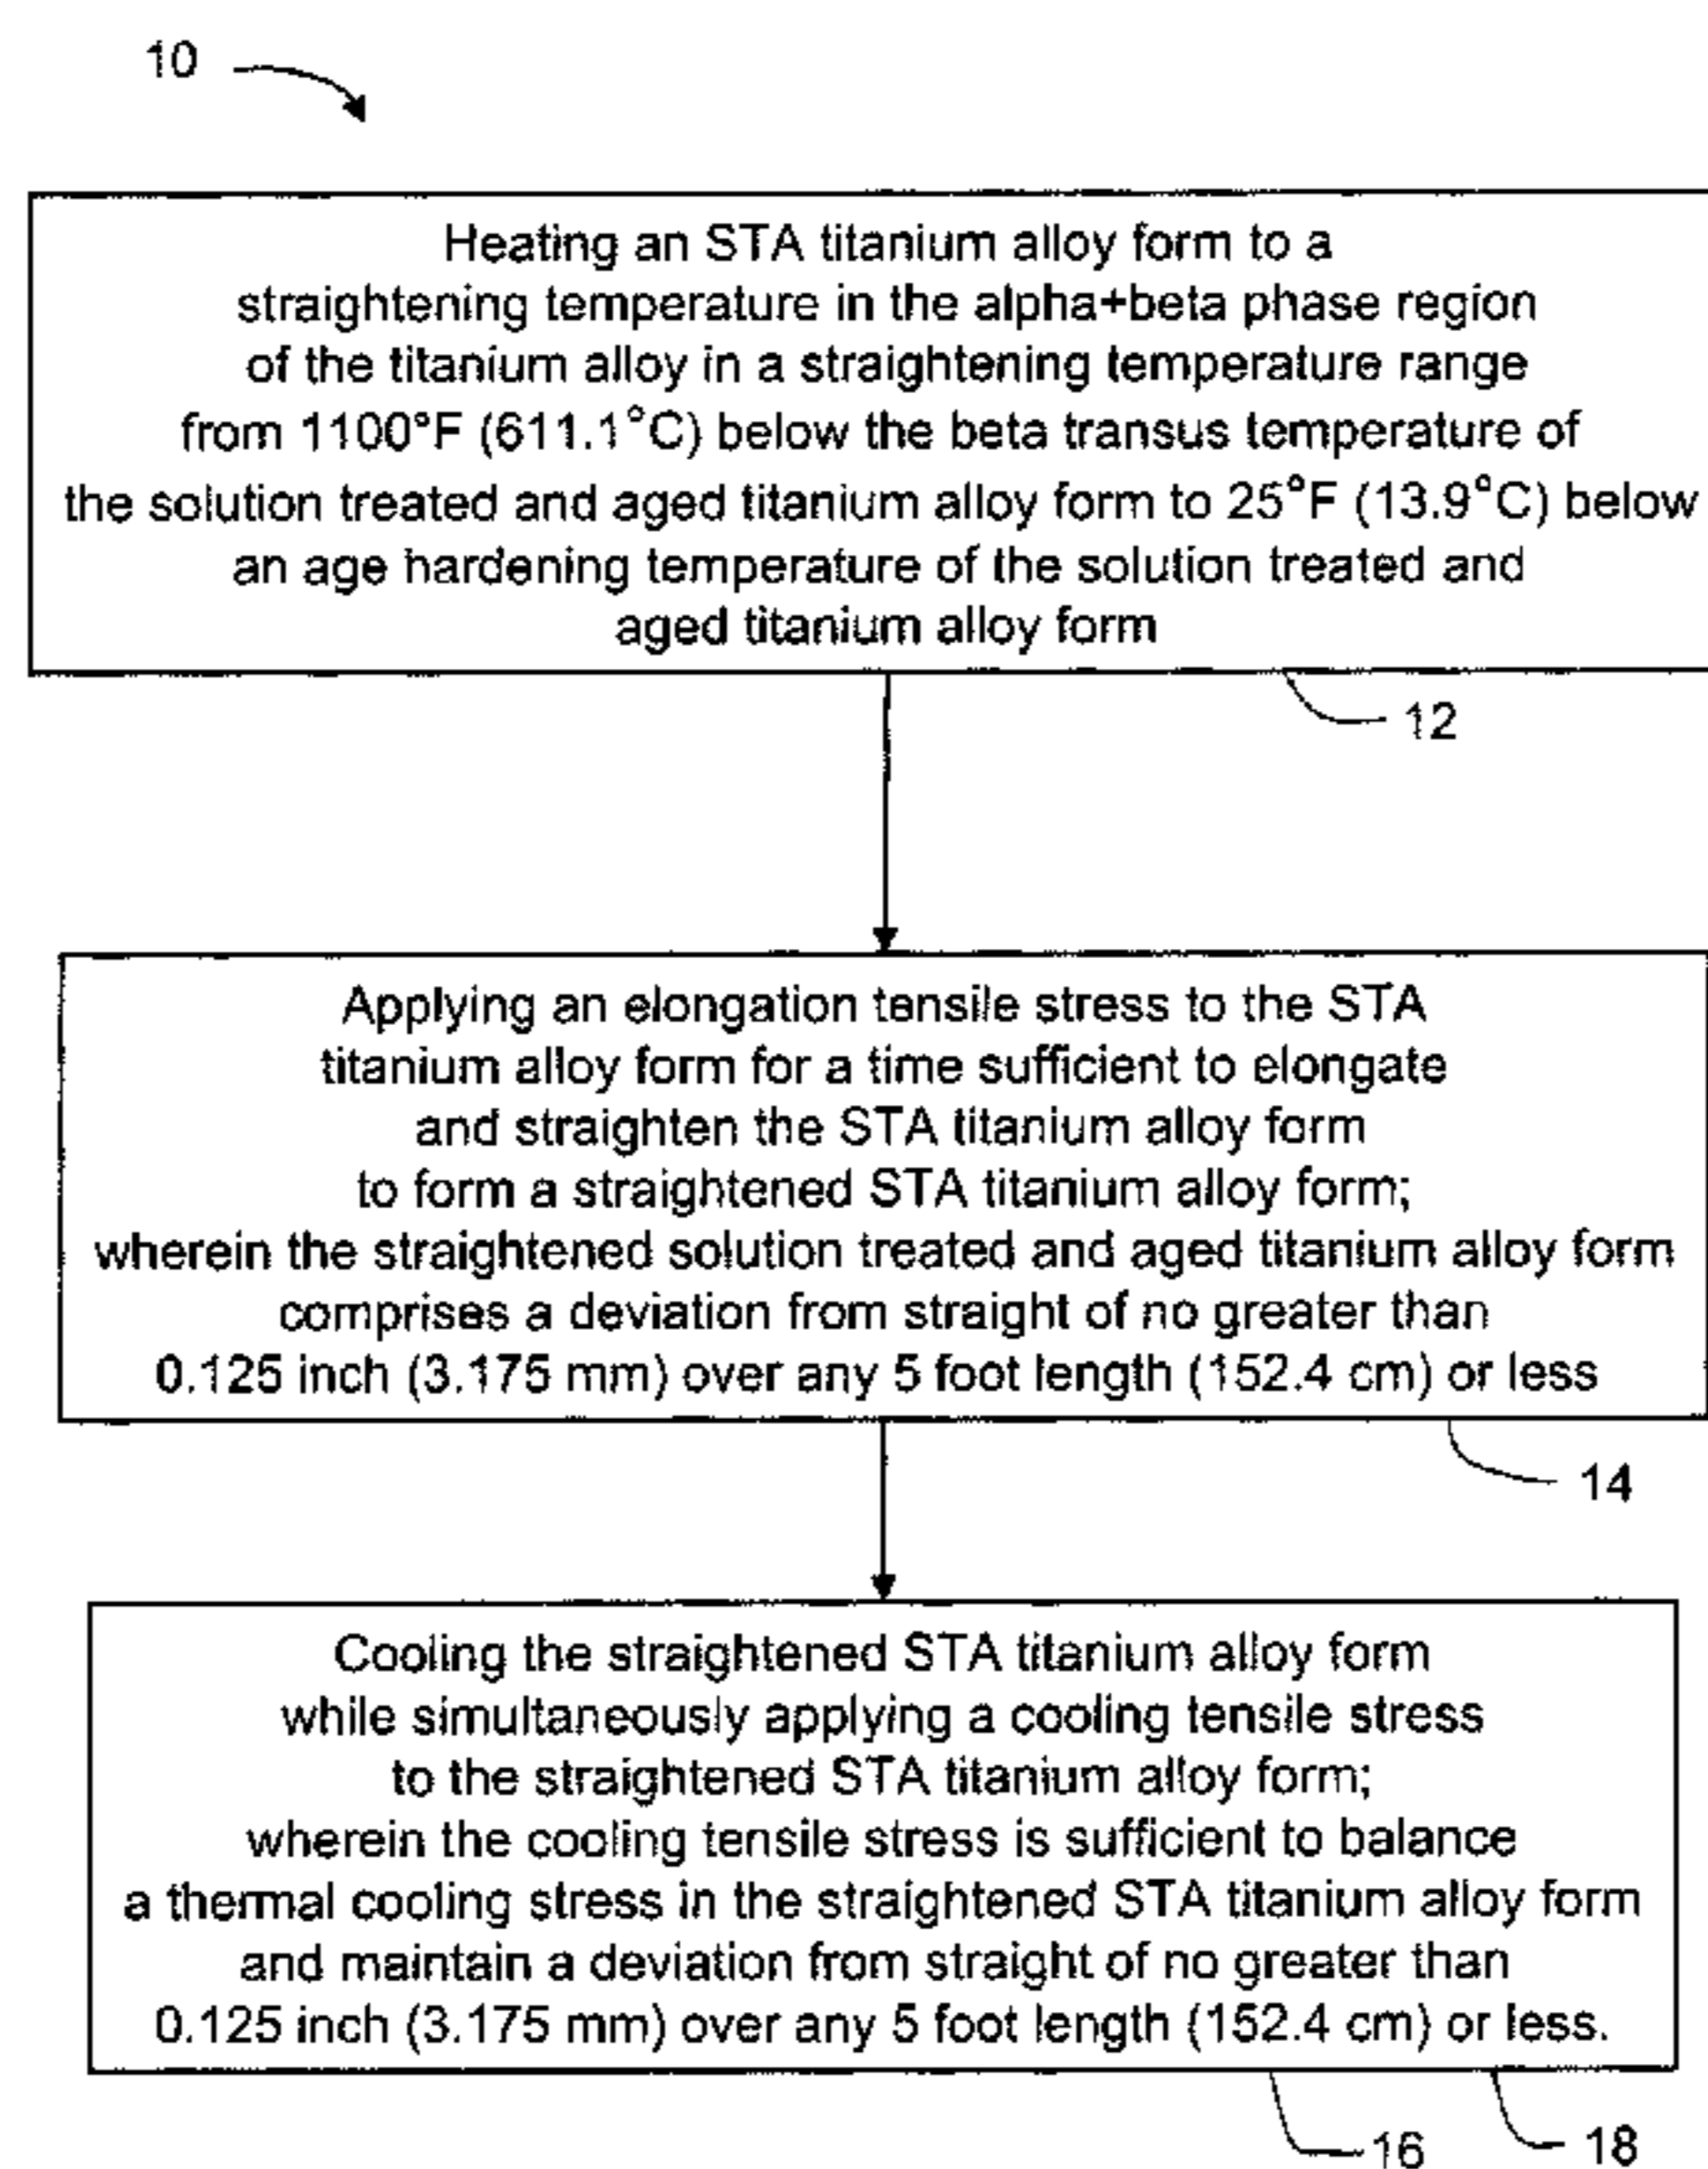 10
Heating an STA titanium alloy form to a
straightening temperature in the alpha+beta phase region
of the titanium alloy in a straightening temperature range
from 1100°F (611.1°C) below the beta transus temperature of
the solution treated and aged titanium alloy form to 25°F (13.9°C) below
an age hardening temperature of the solution treated and
aged titanium alloy form
12
Applying an elongation tensile stress to the STA
titanium alloy form for a time sufficient to elongate
and straighten the STA titanium alloy form
to form a straightened STA titanium alloy form;
wherein the straightened solution treated and aged titanium alloy form
comprises a deviation from straight of no greater than
0.125 inch (3.175 mm) over any 5 foot length (152.4 cm) or less
14
Cooling the straightened STA titanium alloy form
while simultaneously applying a cooling tensile stress
to the straightened STA titanium alloy form;
wherein the cooling tensile stress is sufficient to balance
a thermal cooling stress in the straightened STA titanium alloy form
and maintain a deviation from straight of no greater than
0.125 inch (3.175 mm) over any 5 foot length (152.4 cm) or less.
16 18